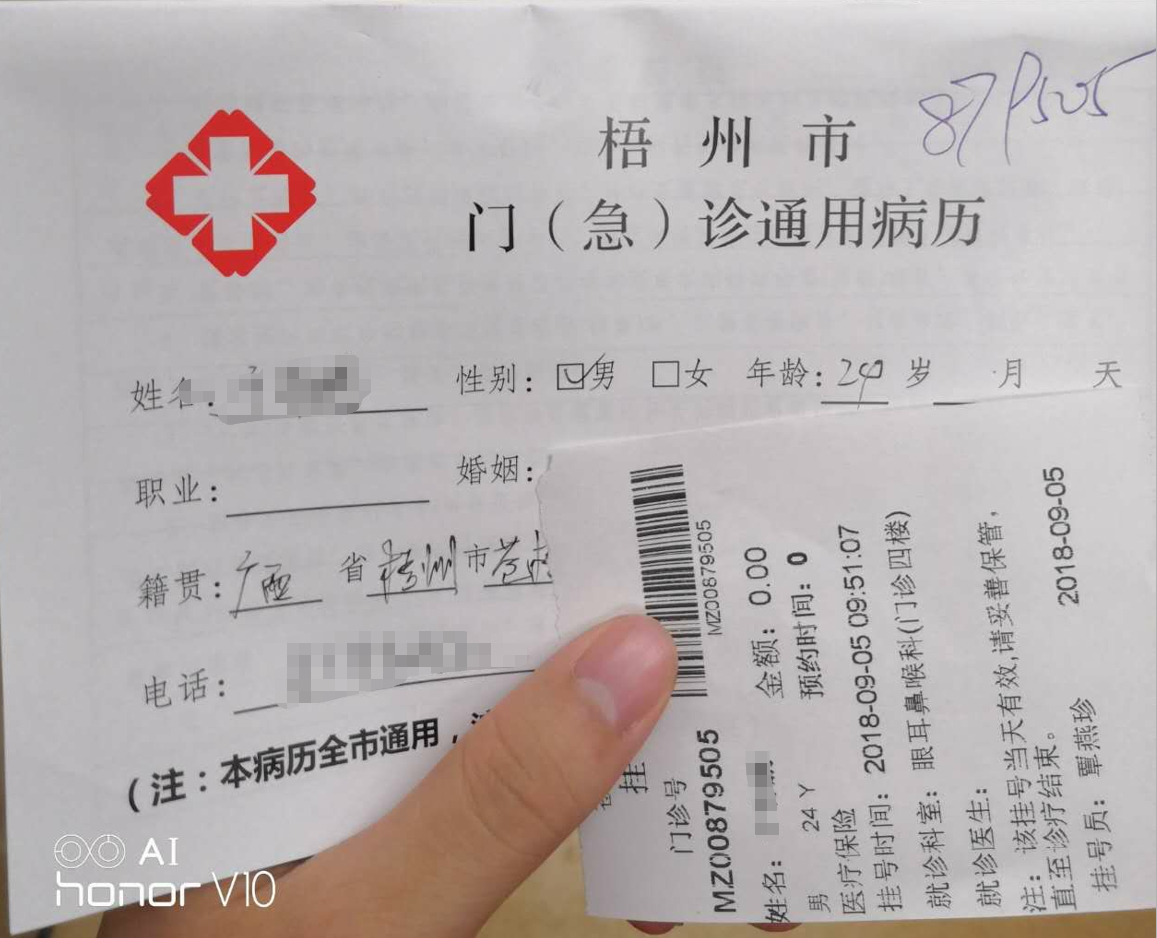 879505
梧州市
门（急）诊通用病历
姓名：
性别：☑男 □女 年龄：24 岁 月 天
职业：
婚姻：
籍贯：广西 省 梧州 市 苍
电话：
（注：本病历全市通用，
挂
门诊号
MZ00879505
MZ00879505
姓名： 金额：0.00
男 24Y 预约时间：0
医疗保险
挂号时间：2018-09-05 09:51:07
就诊科室：眼耳鼻喉科(门诊四楼)
就诊医生：
注：该挂号当天有效,请妥善保管,
直至诊疗结束。
挂号员：覃燕珍 2018-09-05
AI
honor V10